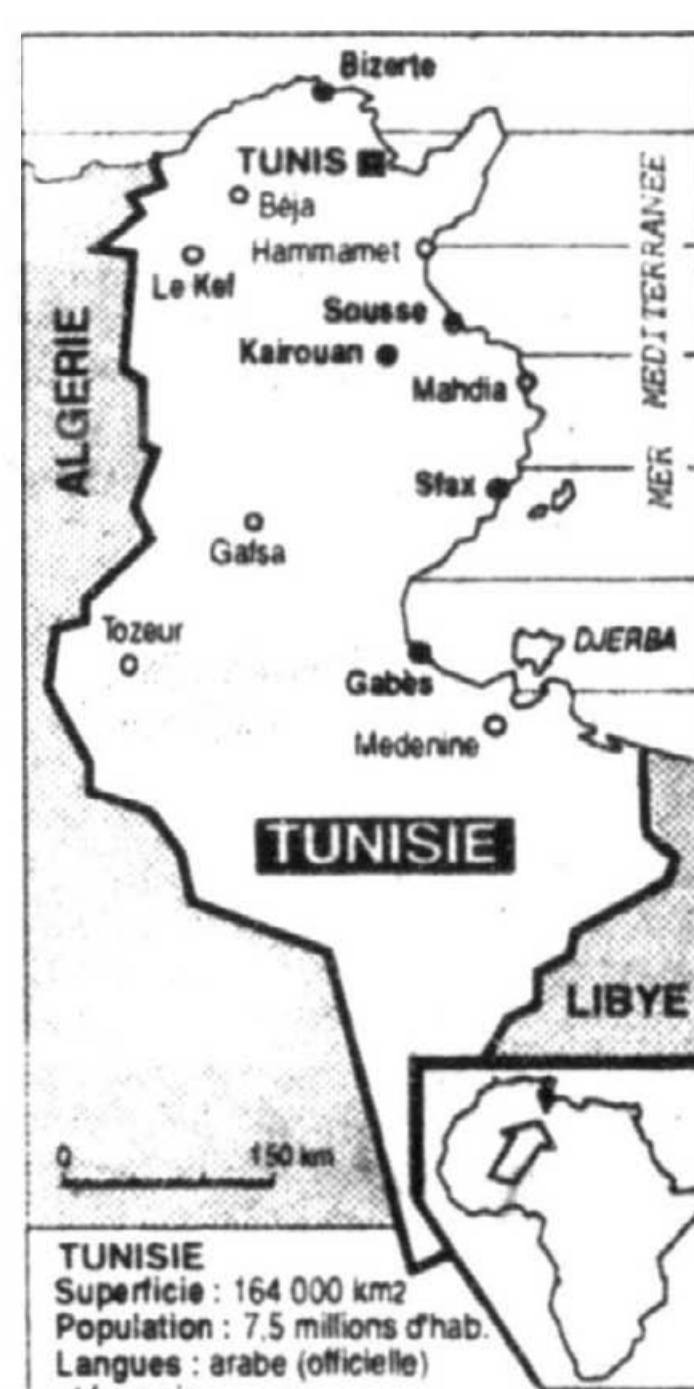 Bizerte
TUNIS
Béja
Hammamet
Le Kef
Sousse
Kairouan
Mahdia
ALGERIE
MER MEDITERRANEE
Sfax
Gafsa
Tozeur
DJERBA
Gabès
Medenine
TUNISIE
LIBYE
0 150 km
TUNISIE
Superficie : 164 000 km2
Population : 7,5 millions d'hab.
Langues : arabe (officielle)